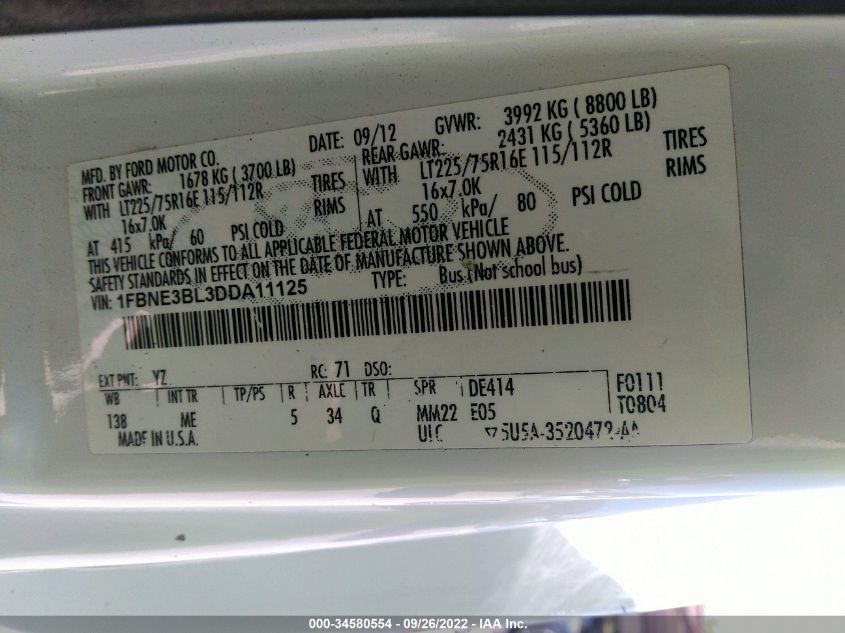 MFD. BY FORD MOTOR CO. DATE: 09/12 GVWR: 3992 KG ( 8800 LB)
FRONT GAWR: 1678 KG ( 3700 LB) REAR GAWR: 2431 KG ( 5360 LB)
WITH LT225/75R16E 115/112R TIRES WITH LT225/75R16E 115/112R TIRES
16x7.0K RIMS 16x7.0K RIMS
AT 415 kPa/ 60 PSI COLD AT 550 kPa/ 80 PSI COLD
THIS VEHICLE CONFORMS TO ALL APPLICABLE FEDERAL MOTOR VEHICLE
SAFETY STANDARDS IN EFFECT ON THE DATE OF MANUFACTURE SHOWN ABOVE.
VIN: 1FBNE3BL3DDA11125 TYPE: Bus (Not school bus)
EXT PNT: YZ RC: 71 DSO:
WB INT TR TP/PS R AXLE TR SPR DE414 F0111
138 ME 5 34 Q MM22 E05 T0804
MADE IN U.S.A. ULC 5U5A-3520472-AA
000-34580554 - 09/26/2022 - Copyright IAA, Inc.